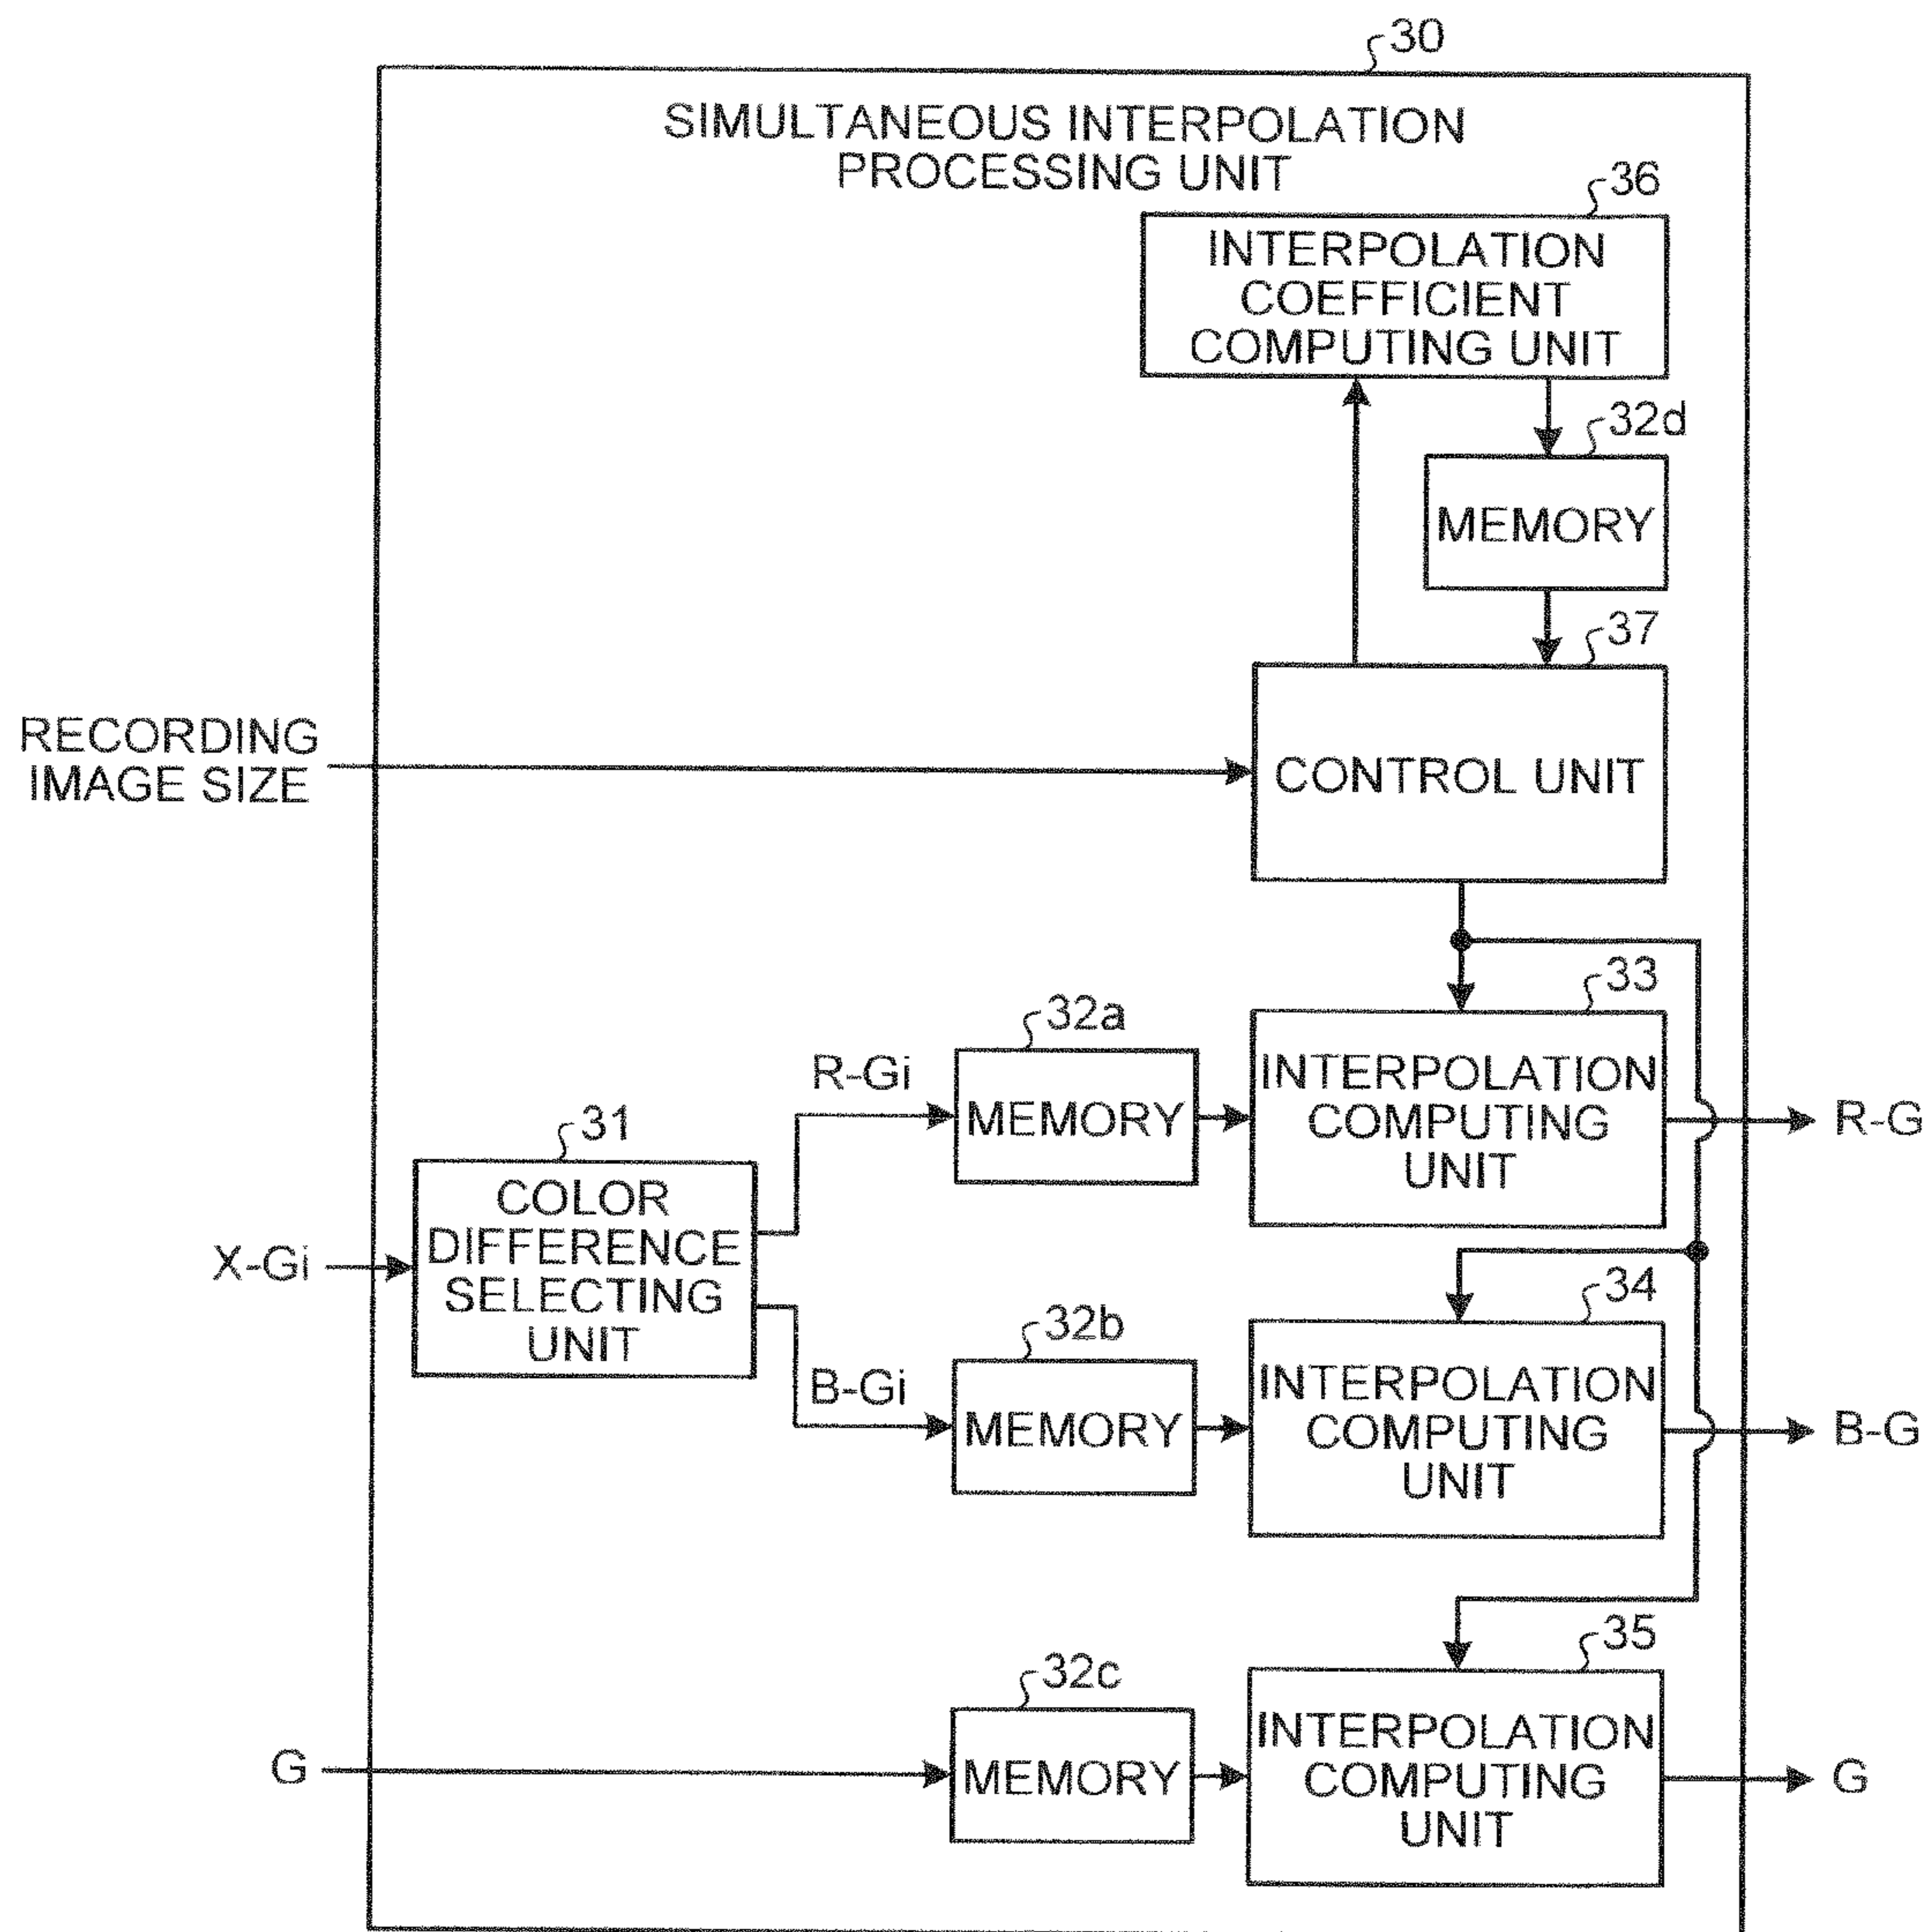 30
SIMULTANEOUS INTERPOLATION
PROCESSING UNIT
36
INTERPOLATION
COEFFICIENT
COMPUTING UNIT
32d
MEMORY
37
RECORDING
IMAGE SIZE
CONTROL UNIT
33
32a
R-Gi
MEMORY
INTERPOLATION
COMPUTING
UNIT
R-G
31
COLOR
DIFFERENCE
SELECTING
UNIT
X-Gi
34
32b
B-Gi
MEMORY
INTERPOLATION
COMPUTING
UNIT
B-G
35
32c
G
MEMORY
INTERPOLATION
COMPUTING
UNIT
G